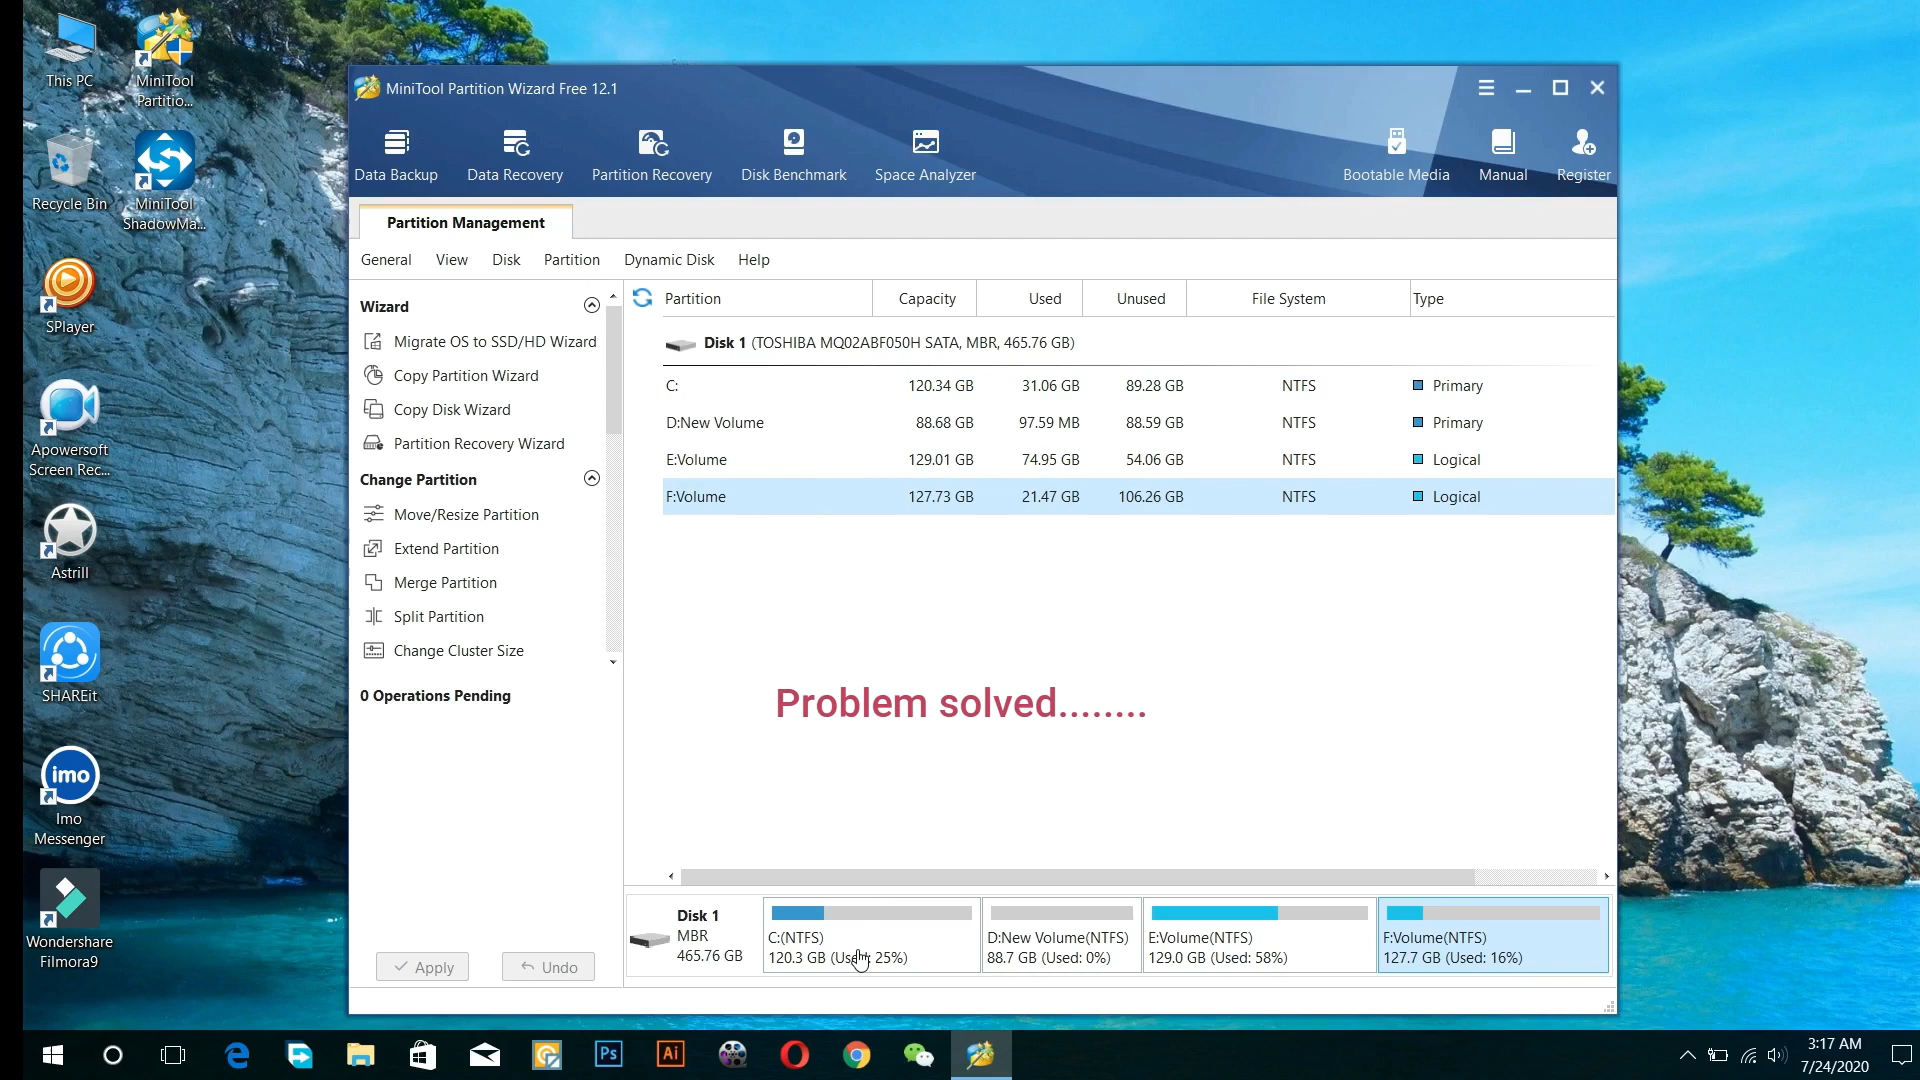 This PC
MiniTool
Partitio...
Recycle Bin
MiniTool
ShadowMa...
SPlayer
Apowersoft
Screen Rec...
Astrill
SHAREit
imo
Imo
Messenger
Wondershare
Filmora9
MiniTool Partition Wizard Free 12.1
Data Backup
Data Recovery
Partition Recovery
Disk Benchmark
Space Analyzer
Bootable Media
Manual
Register
Partition Management
General View Disk Partition Dynamic Disk Help
Wizard
Migrate OS to SSD/HD Wizard
Copy Partition Wizard
Copy Disk Wizard
Partition Recovery Wizard
Change Partition
Move/Resize Partition
Extend Partition
Merge Partition
Split Partition
Change Cluster Size
0 Operations Pending
Apply
Undo
Partition Capacity Used Unused File System Type
Disk 1 (TOSHIBA MQ02ABF050H SATA, MBR, 465.76 GB)
C: 120.34 GB 31.06 GB 89.28 GB NTFS Primary
D:New Volume 88.68 GB 97.59 MB 88.59 GB NTFS Primary
E:Volume 129.01 GB 74.95 GB 54.06 GB NTFS Logical
F:Volume 127.73 GB 21.47 GB 106.26 GB NTFS Logical
Problem solved........
Disk 1
MBR
465.76 GB
C:(NTFS)
120.3 GB (Used: 25%)
D:New Volume(NTFS)
88.7 GB (Used: 0%)
E:Volume(NTFS)
129.0 GB (Used: 58%)
F:Volume(NTFS)
127.7 GB (Used: 16%)
Ps
Ai
3:17 AM
7/24/2020